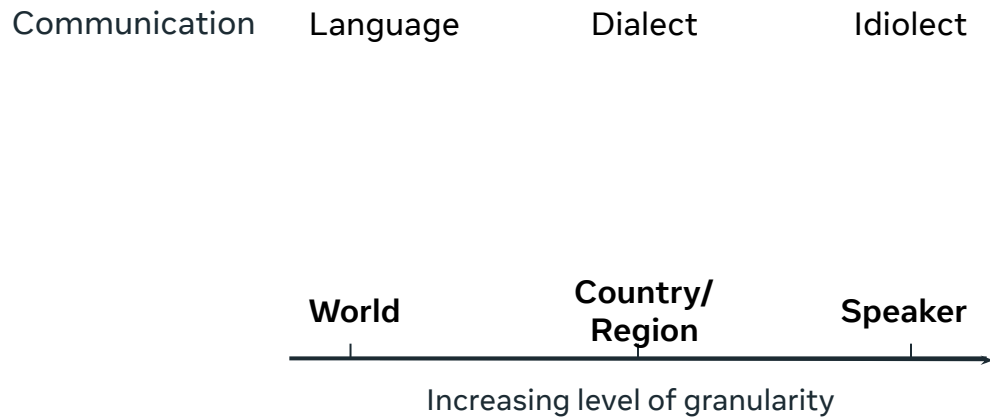 Communication Language Dialect Idiolect
World Country/ Speaker
Region
Increasing level of granularity